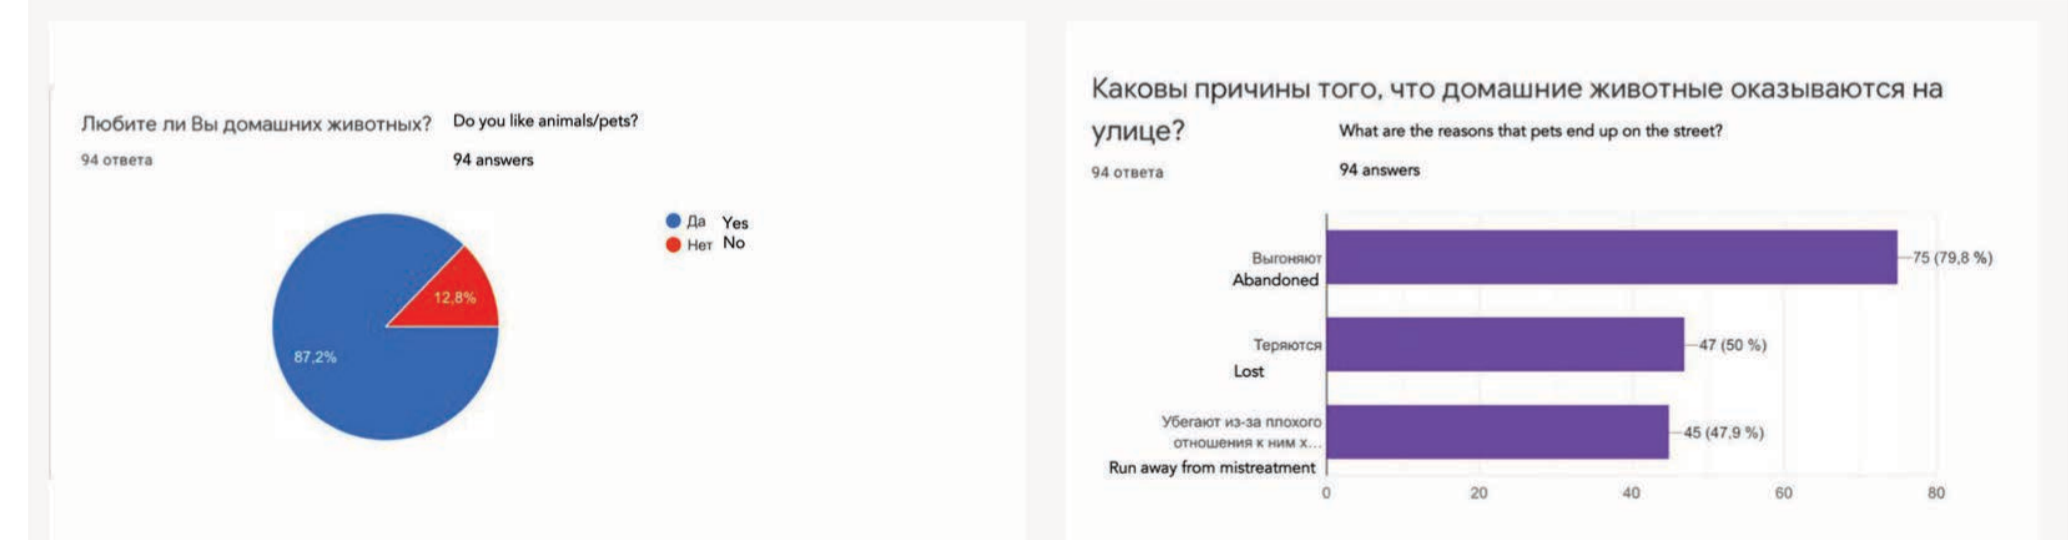 Любите ли Вы домашних животных?
Do you like animals/pets?
94 ответа
94 answers
Да Yes
Нет No
12,8%
87,2%
Каковы причины того, что домашние животные оказываются на
улице?
What are the reasons that pets end up on the street?
94 ответа
94 answers
Выгоняют
Abandoned
75 (79,8 %)
Теряются
Lost
47 (50 %)
Убегают из-за плохого
отношения к ним х...
Run away from mistreatment
45 (47,9 %)
0 20 40 60 80